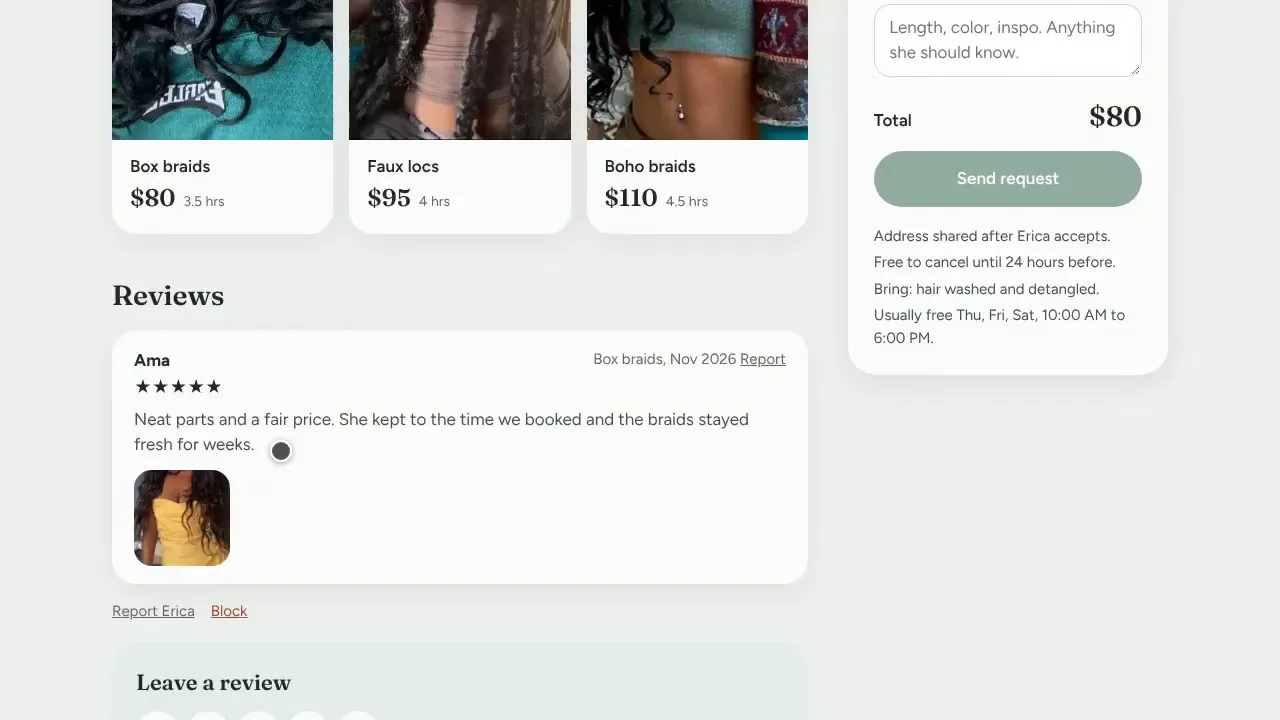 Length, color, inspo. Anything
she should know.
Total
$80
Send request
Address shared after Erica accepts.
Free to cancel until 24 hours before.
Bring: hair washed and detangled.
Usually free Thu, Fri, Sat, 10:00 AM to
6:00 PM.
Box braids
$80 3.5 hrs
Faux locs
$95 4 hrs
Boho braids
$110 4.5 hrs
Reviews
Ama
Box braids, Nov 2026 Report
★★★★★
Neat parts and a fair price. She kept to the time we booked and the braids stayed
fresh for weeks.
Report Erica Block
Leave a review